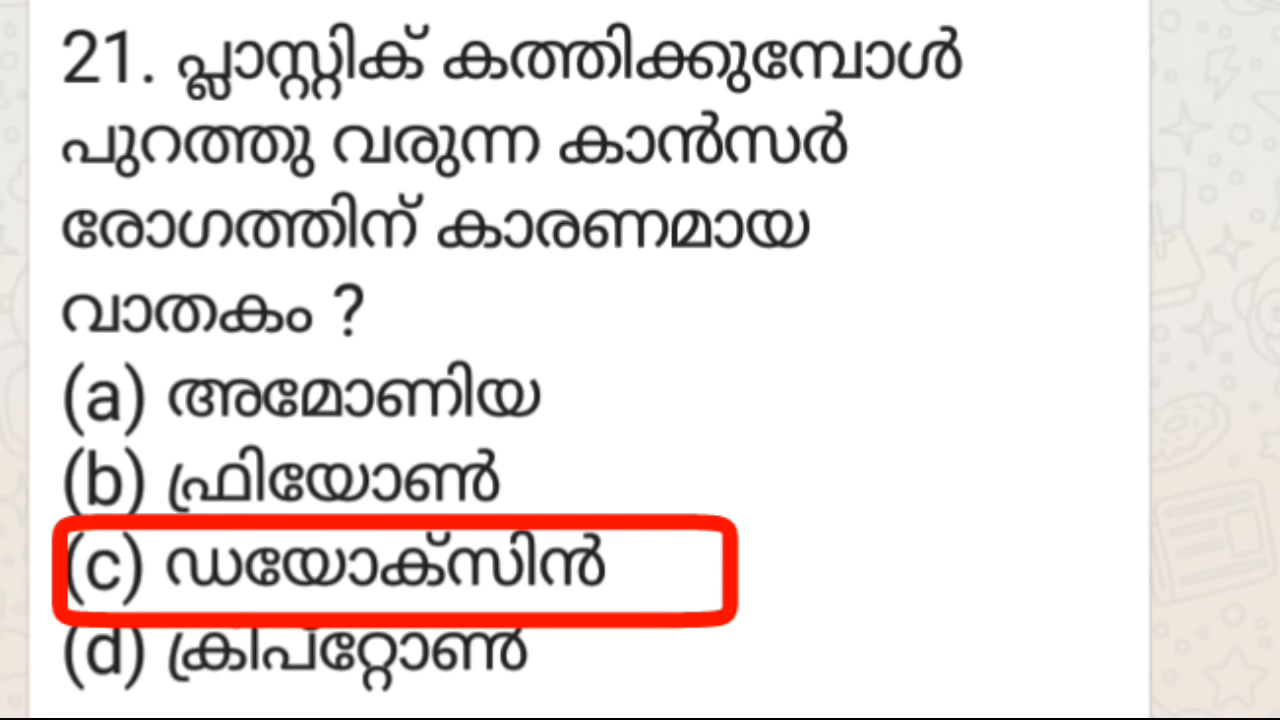 21. പ്ലാസ്റ്റിക് കത്തിക്കുമ്പോൾ
പുറത്തു വരുന്ന കാൻസർ
രോഗത്തിന് കാരണമായ
വാതകം ?
(a) അമോണിയ
(b) ഫ്രിയോൺ
(c) ഡയോക്സിൻ
(d) ക്രിപ്റ്റോൺ